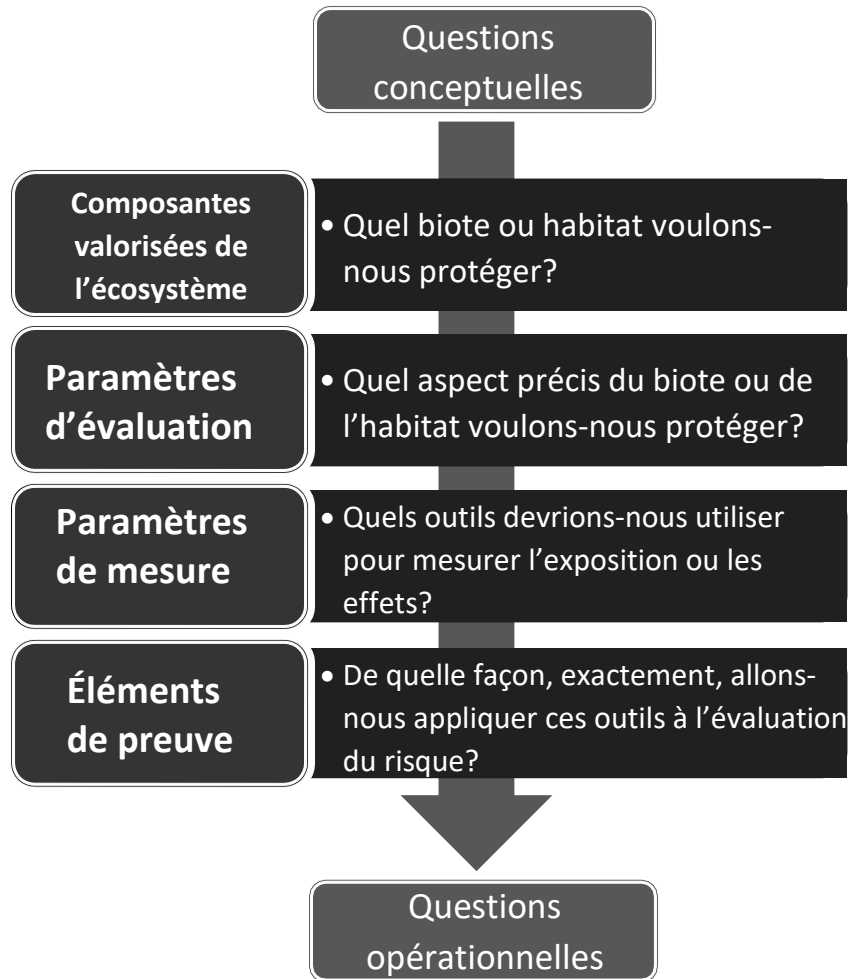 Questions
conceptuelles
Composantes
valorisées de
l'écosystème
• Quel biote ou habitat voulons-
nous protéger?
Paramètres
d'évaluation
• Quel aspect précis du biote ou de
l'habitat voulons-nous protéger?
Paramètres
de mesure
• Quels outils devrions-nous utiliser
pour mesurer l'exposition ou les
effets?
Éléments
de preuve
• De quelle façon, exactement, allons-
nous appliquer ces outils à l'évaluation
du risque?
Questions
opérationnelles